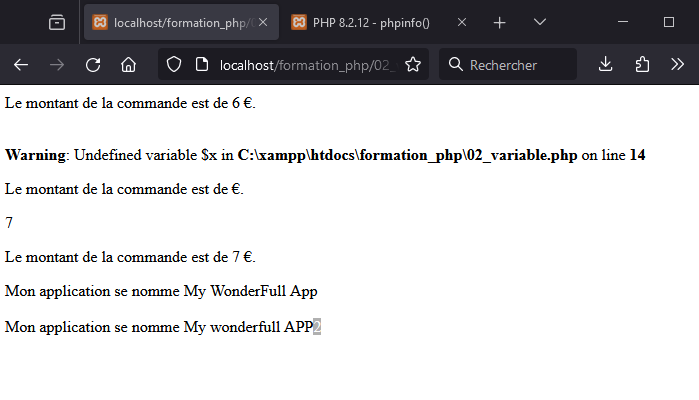 localhost/formation_php/0
PHP 8.2.12 - phpinfo()
localhost/formation_php/02_
Rechercher
Le montant de la commande est de 6 €.
Warning: Undefined variable $x in C:\xampp\htdocs\formation_php\02_variable.php on line 14
Le montant de la commande est de €.
7
Le montant de la commande est de 7 €.
Mon application se nomme My WonderFull App
Mon application se nomme My wonderfull APP2